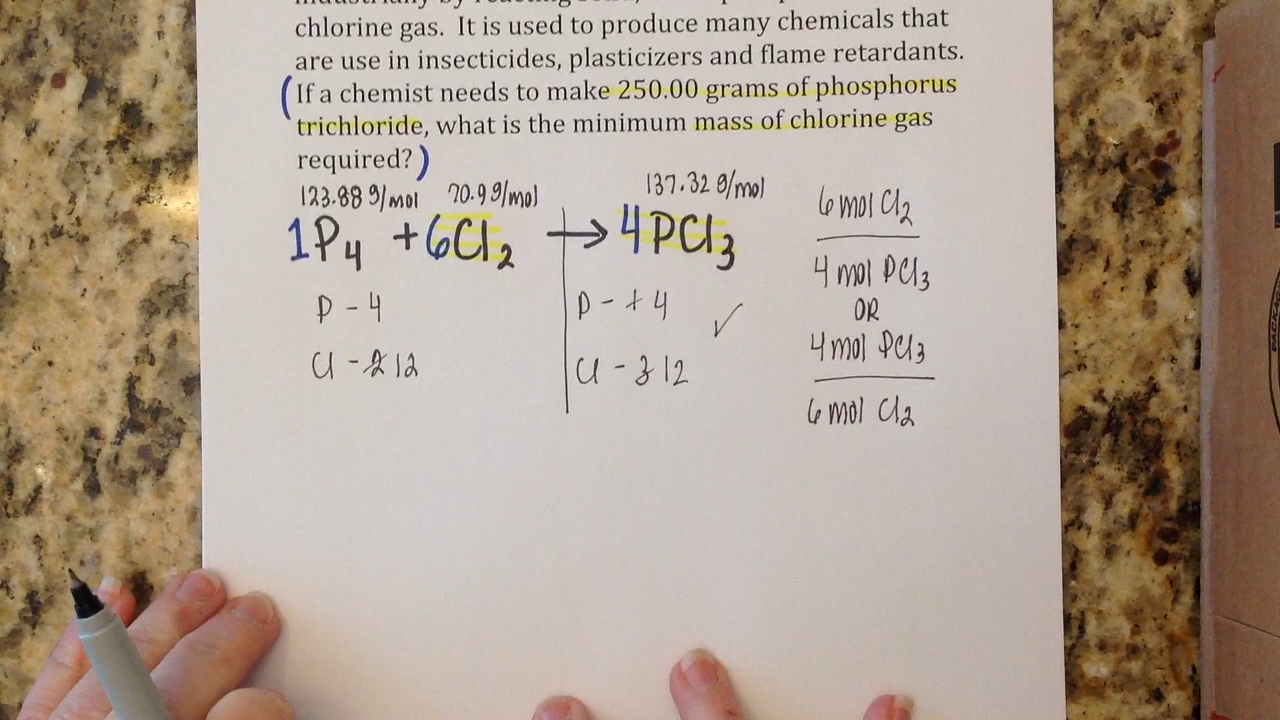 chlorine gas. It is used to produce many chemicals that
are use in insecticides, plasticizers and flame retardants.
(If a chemist needs to make 250.00 grams of phosphorus
trichloride, what is the minimum mass of chlorine gas
required?)
123.88 g/mol 70.9 g/mol 137.32 g/mol
1P4 + 6Cl2 → 4PCl3
P - 4 P - + 4 ✓
Cl - 2 12 Cl - 3 12
6 mol Cl2
4 mol PCl3
OR
4 mol PCl3
6 mol Cl2